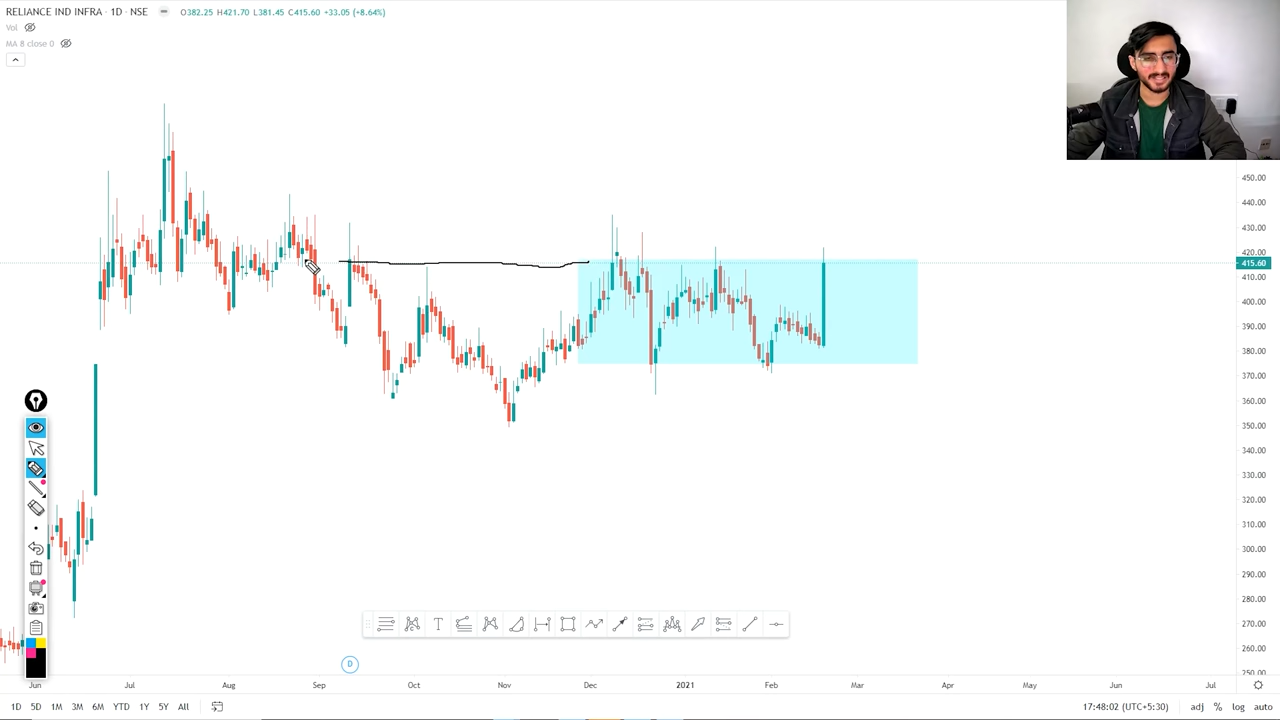 RELIANCE IND INFRA · 1D · NSE
O382.25 H421.70 L381.45 C415.60 +33.05 (+8.64%)
Vol
MA 8 close 0
450.00
440.00
430.00
420.00
415.60
410.00
400.00
390.00
380.00
370.00
360.00
350.00
340.00
330.00
320.00
310.00
300.00
290.00
280.00
270.00
260.00
250.00
T
D
Jun Jul Aug Sep Oct Nov Dec 2021 Feb Mar Apr May Jun Jul
1D 5D 1M 3M 6M YTD 1Y 5Y All
17:48:02 (UTC+5:30) adj % log auto